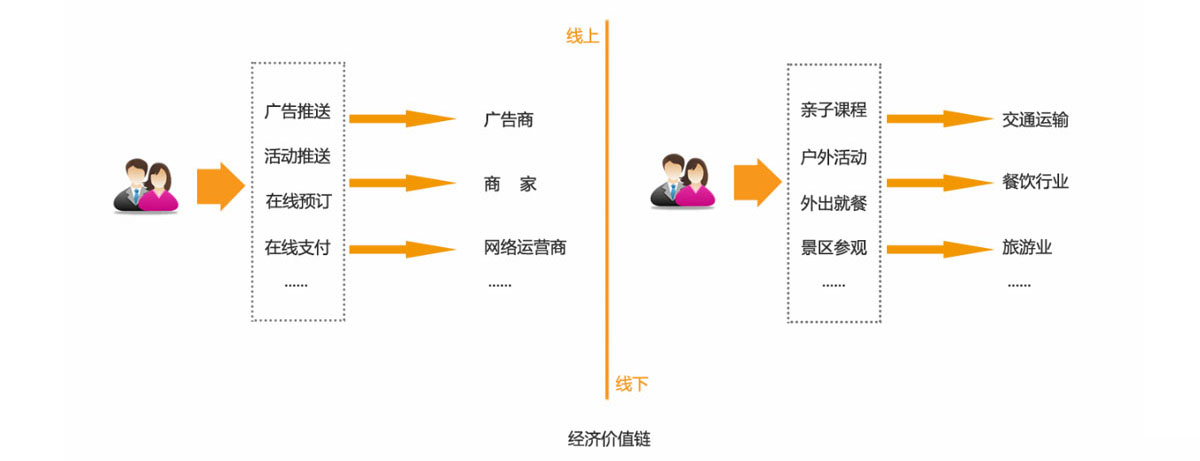 线上
广告推送
活动推送
在线预订
在线支付
······
广告商
商 家
网络运营商
······
亲子课程
户外活动
外出就餐
景区参观
······
交通运输
餐饮行业
旅游业
······
线下
经济价值链